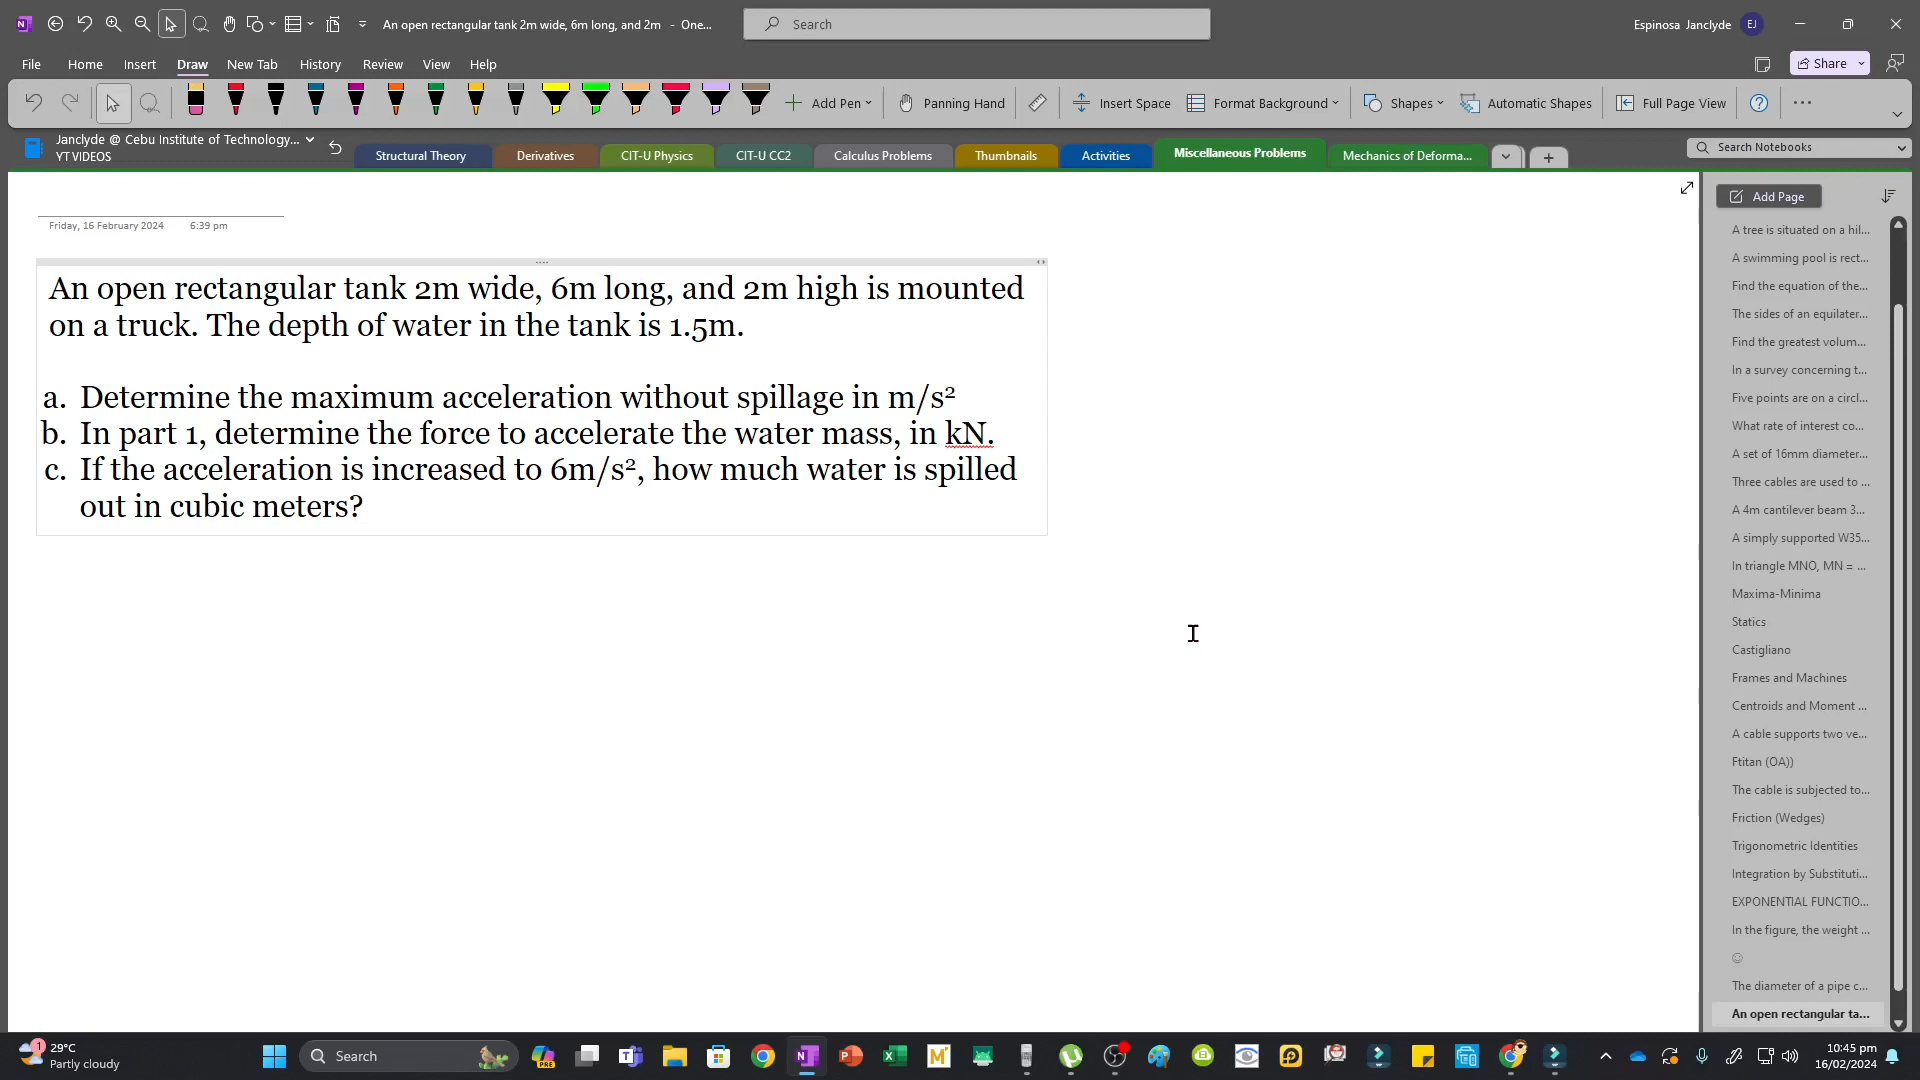 An open rectangular tank 2m wide, 6m long, and 2m - One...
Search
Espinosa Janclyde
EJ
File Home Insert Draw New Tab History Review View Help
Share
Add Pen
Panning Hand
Insert Space
Format Background
Shapes
Automatic Shapes
Full Page View
Janclyde @ Cebu Institute of Technology...
YT VIDEOS
Structural Theory
Derivatives
CIT-U Physics
CIT-U CC2
Calculus Problems
Thumbnails
Activities
Miscellaneous Problems
Mechanics of Deforma...
Search Notebooks
Friday, 16 February 2024 6:39 pm
An open rectangular tank 2m wide, 6m long, and 2m high is mounted
on a truck. The depth of water in the tank is 1.5m.
a. Determine the maximum acceleration without spillage in m/s²
b. In part 1, determine the force to accelerate the water mass, in kN.
c. If the acceleration is increased to 6m/s², how much water is spilled
out in cubic meters?
Add Page
A tree is situated on a hil...
A swimming pool is rect...
Find the equation of the...
The sides of an equilater...
Find the greatest volum...
In a survey concerning t...
Five points are on a circl...
What rate of interest co...
A set of 16mm diameter...
Three cables are used to ...
A 4m cantilever beam 3...
A simply supported W35...
In triangle MNO, MN = ...
Maxima-Minima
Statics
Castigliano
Frames and Machines
Centroids and Moment ...
A cable supports two ve...
Ftitan (OA))
The cable is subjected to...
Friction (Wedges)
Trigonometric Identities
Integration by Substituti...
EXPONENTIAL FUNCTIO...
In the figure, the weight ...
The diameter of a pipe c...
An open rectangular ta...
1
29°C
Partly cloudy
Search
PRE
10:45 pm
16/02/2024